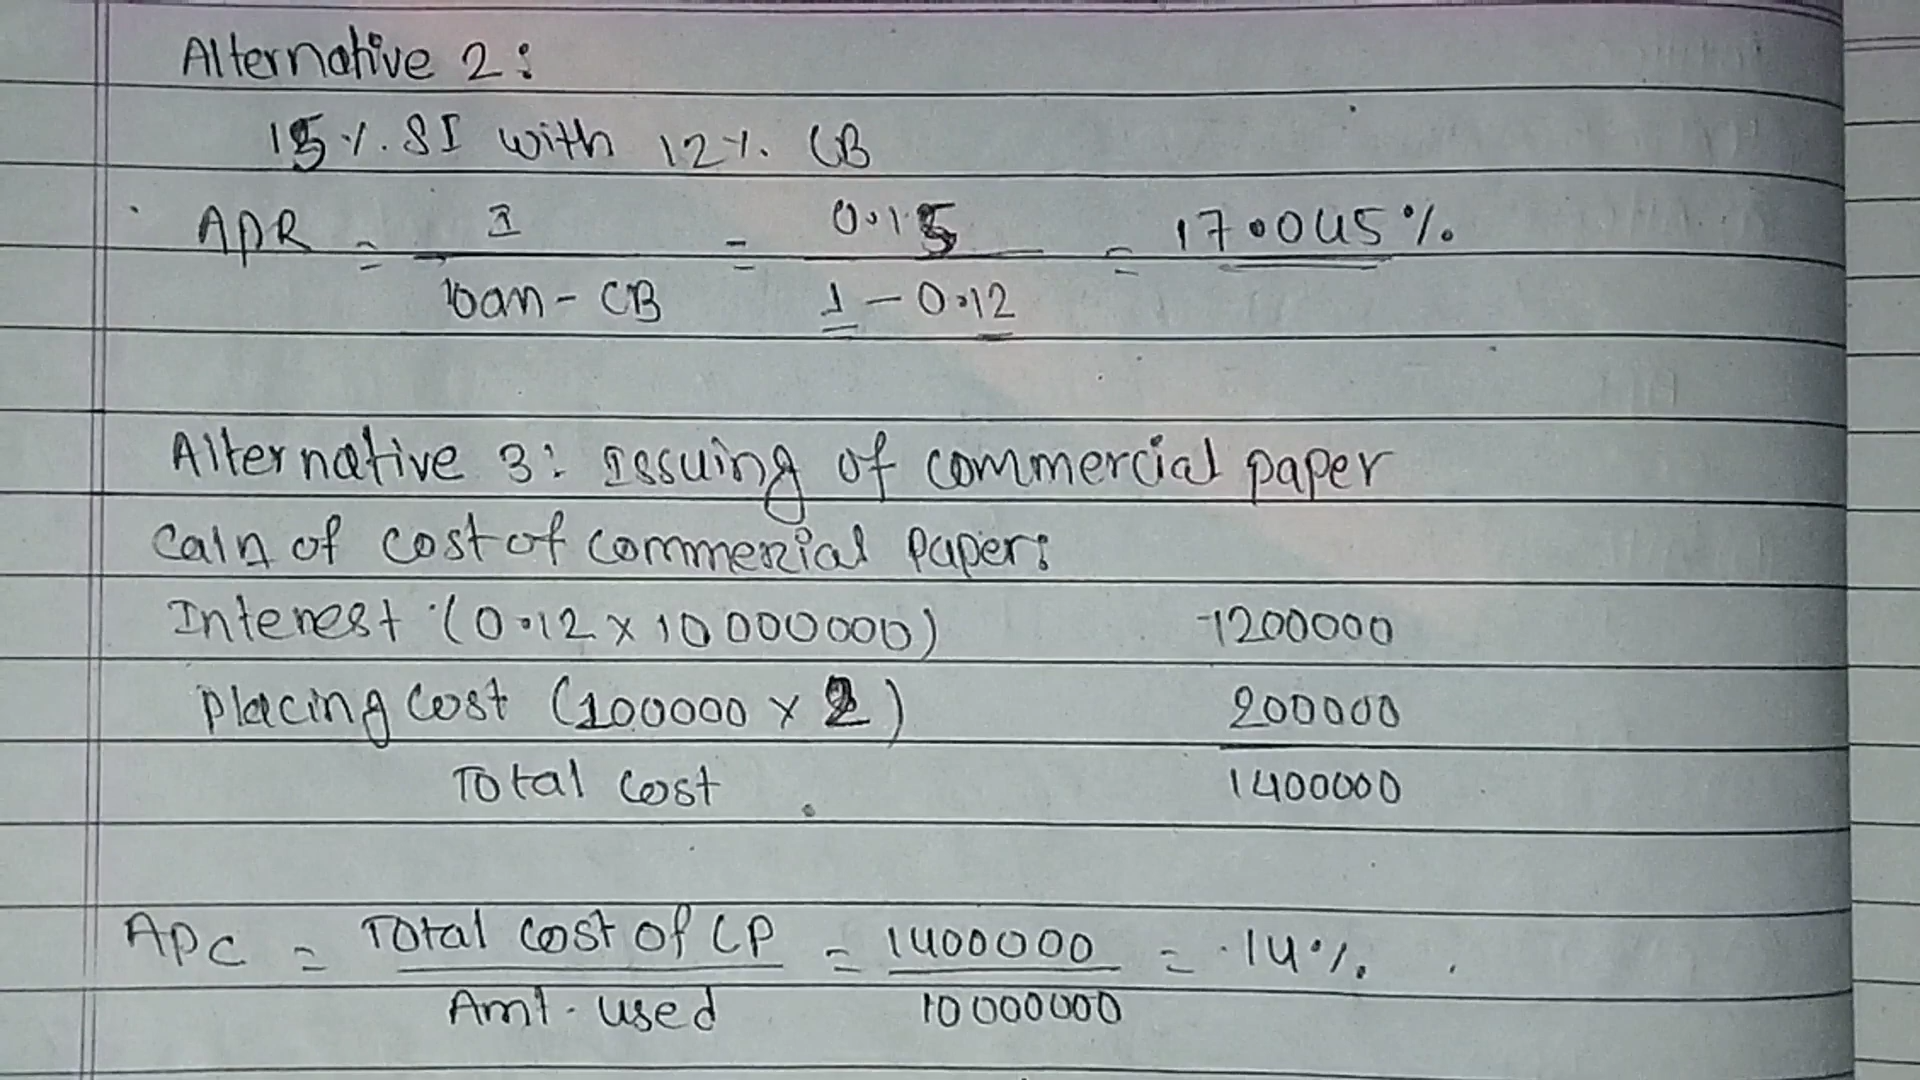 Alternative 2:
15%. SI with 12%. CB
APR = I / loan - CB = 0.15 / 1 - 0.12 = 17.045%.
Alternative 3: Issuing of commercial paper
Caln of cost of commercial paper:
Interest (0.12 x 10000000) 1200000
placing cost (100000 x 2) 200000
Total cost 1400000
APC = Total cost of CP / Amt. used = 1400000 / 10000000 = 14%.